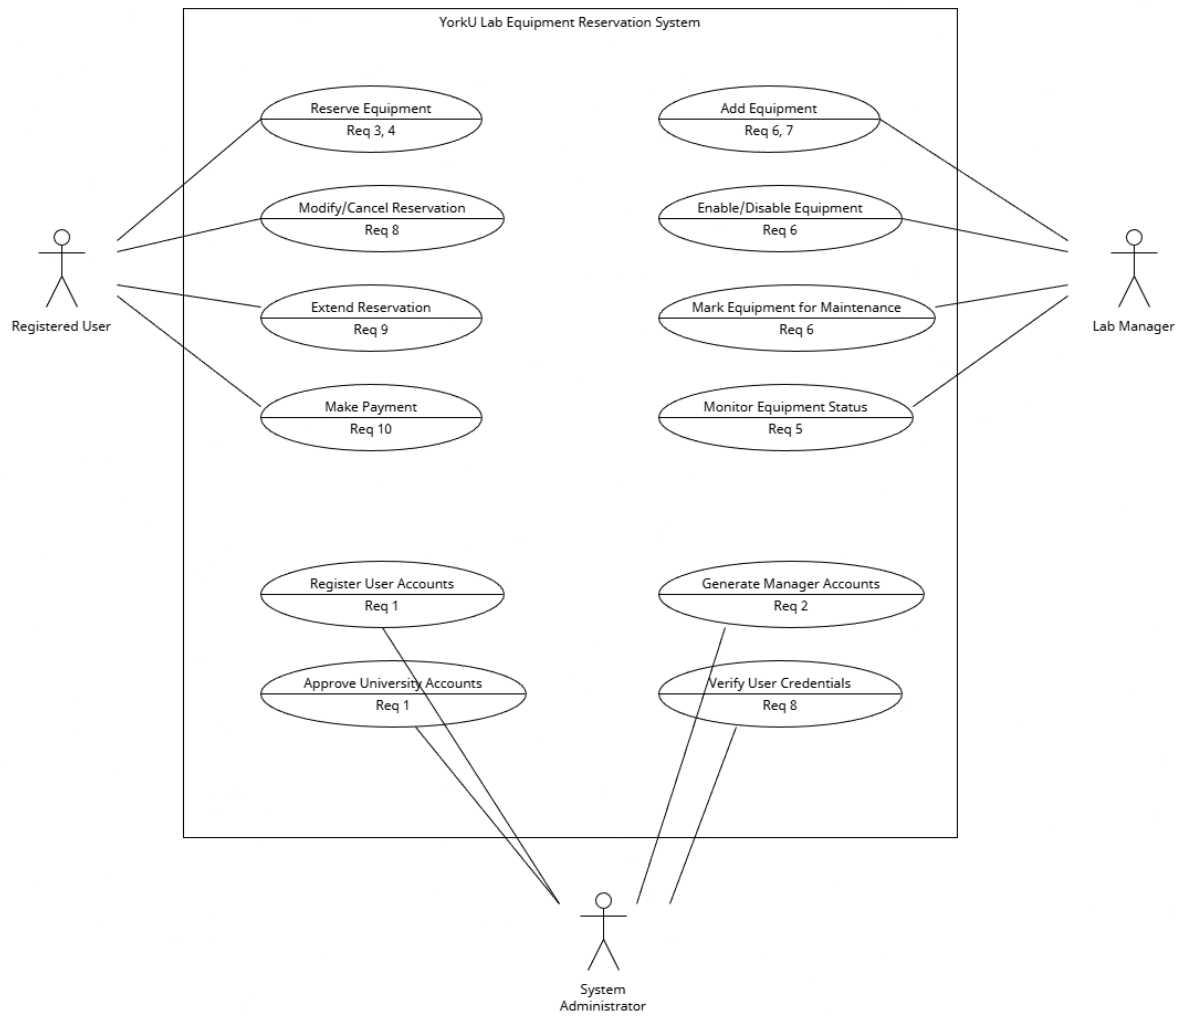 YorkU Lab Equipment Reservation System
Reserve Equipment
Req 3, 4
Add Equipment
Req 6, 7
Modify/Cancel Reservation
Req 8
Enable/Disable Equipment
Req 6
Registered User
Lab Manager
Extend Reservation
Req 9
Mark Equipment for Maintenance
Req 6
Make Payment
Req 10
Monitor Equipment Status
Req 5
Register User Accounts
Req 1
Generate Manager Accounts
Req 2
Approve University Accounts
Req 1
Verify User Credentials
Req 8
System
Administrator